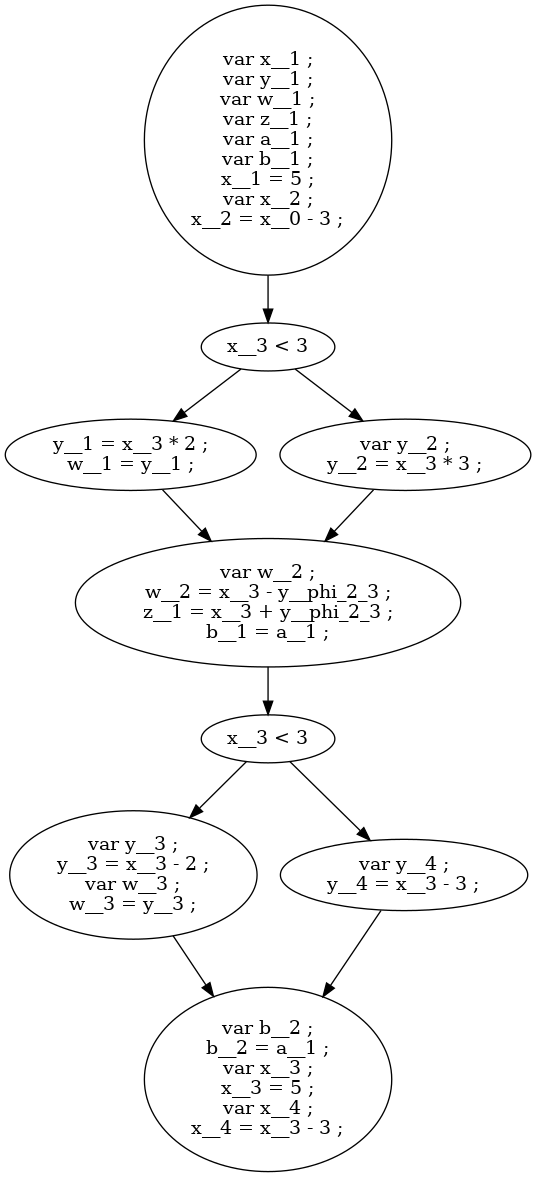 var x__1 ;
var y__1 ;
var w__1 ;
var z__1 ;
var a__1 ;
var b__1 ;
x__1 = 5 ;
var x__2 ;
x__2 = x__0 - 3 ;
x__3 < 3
y__1 = x__3 * 2 ;
w__1 = y__1 ;
var y__2 ;
y__2 = x__3 * 3 ;
var w__2 ;
w__2 = x__3 - y__phi_2_3 ;
z__1 = x__3 + y__phi_2_3 ;
b__1 = a__1 ;
x__3 < 3
var y__3 ;
y__3 = x__3 - 2 ;
var w__3 ;
w__3 = y__3 ;
var y__4 ;
y__4 = x__3 - 3 ;
var b__2 ;
b__2 = a__1 ;
var x__3 ;
x__3 = 5 ;
var x__4 ;
x__4 = x__3 - 3 ;